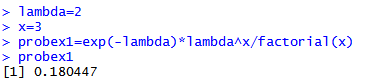 > lambda=2
> x=3
> probex1=exp(-lambda)*lambda^x/factorial(x)
> probex1
[1] 0.180447